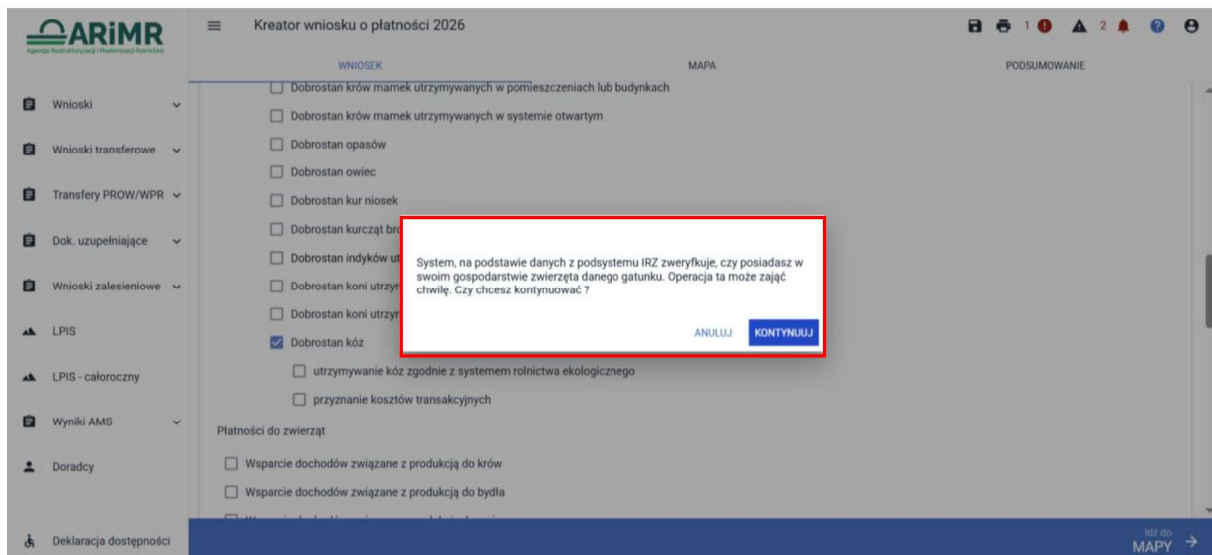 ARiMR
Agencja Restrukturyzacji i Modernizacji Rolnictwa
Kreator wniosku o płatności 2026
1
2
WNIOSEK
MAPA
PODSUMOWANIE
Wnioski
Wnioski transferowe
Transfery PROW/WPR
Dok. uzupełniające
Wnioski zalesieniowe
LPIS
LPIS - całoroczny
Wyniki AMS
Doradcy
Deklaracja dostępności
Dobrostan krów mamek utrzymywanych w pomieszczeniach lub budynkach
Dobrostan krów mamek utrzymywanych w systemie otwartym
Dobrostan opasów
Dobrostan owiec
Dobrostan kur niosek
Dobrostan kurcząt bro
Dobrostan indyków ut
Dobrostan koni utrzyn
Dobrostan koni utrzyn
Dobrostan kóz
utrzymywanie kóz zgodnie z systemem rolnictwa ekologicznego
przyznanie kosztów transakcyjnych
Płatności do zwierząt
Wsparcie dochodów związane z produkcją do krów
Wsparcie dochodów związane z produkcją do bydła
System, na podstawie danych z podsystemu IRZ zweryfkuje, czy posiadasz w
swoim gospodarstwie zwierzęta danego gatunku. Operacja ta może zająć
chwilę. Czy chcesz kontynuować ?
ANULUJ
KONTYNUUJ
Idź do
MAPY